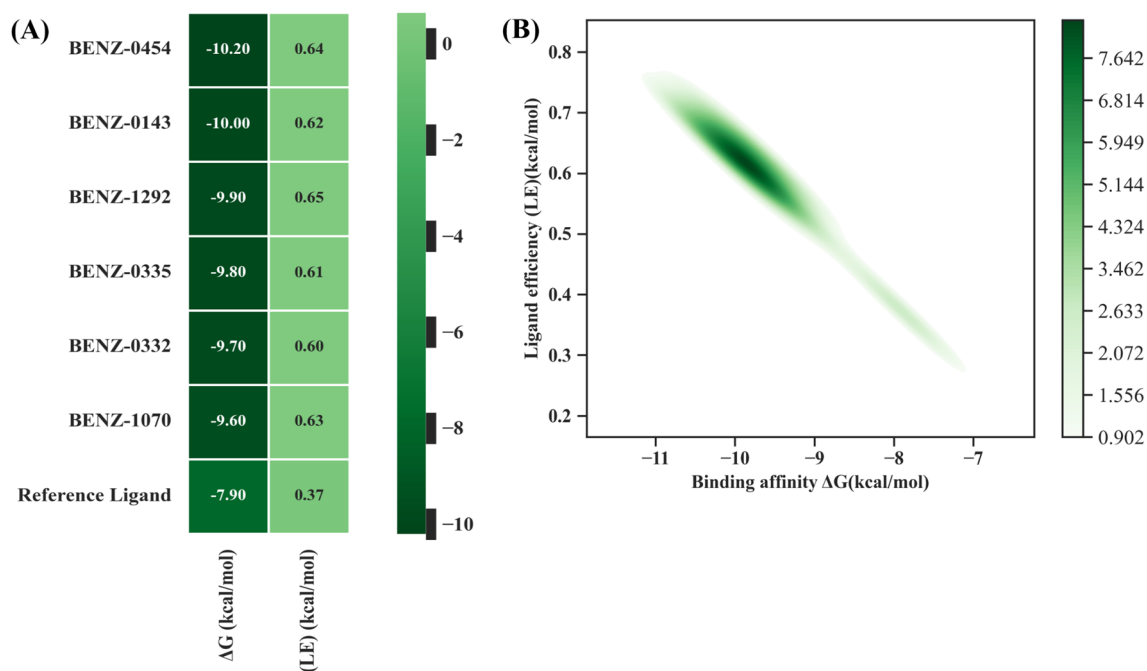 (A)
BENZ-0454 -10.20 0.64
BENZ-0143 -10.00 0.62
BENZ-1292 -9.90 0.65
BENZ-0335 -9.80 0.61
BENZ-0332 -9.70 0.60
BENZ-1070 -9.60 0.63
Reference Ligand -7.90 0.37
ΔG (kcal/mol)
(LE) (kcal/mol)
0
−2
−4
−6
−8
−10
(B)
Ligand efficiency (LE)(kcal/mol)
0.8
0.7
0.6
0.5
0.4
0.3
0.2
−11 −10 −9 −8 −7
Binding affinity ΔG(kcal/mol)
7.642
6.814
5.949
5.144
4.324
3.462
2.633
2.072
1.556
0.902